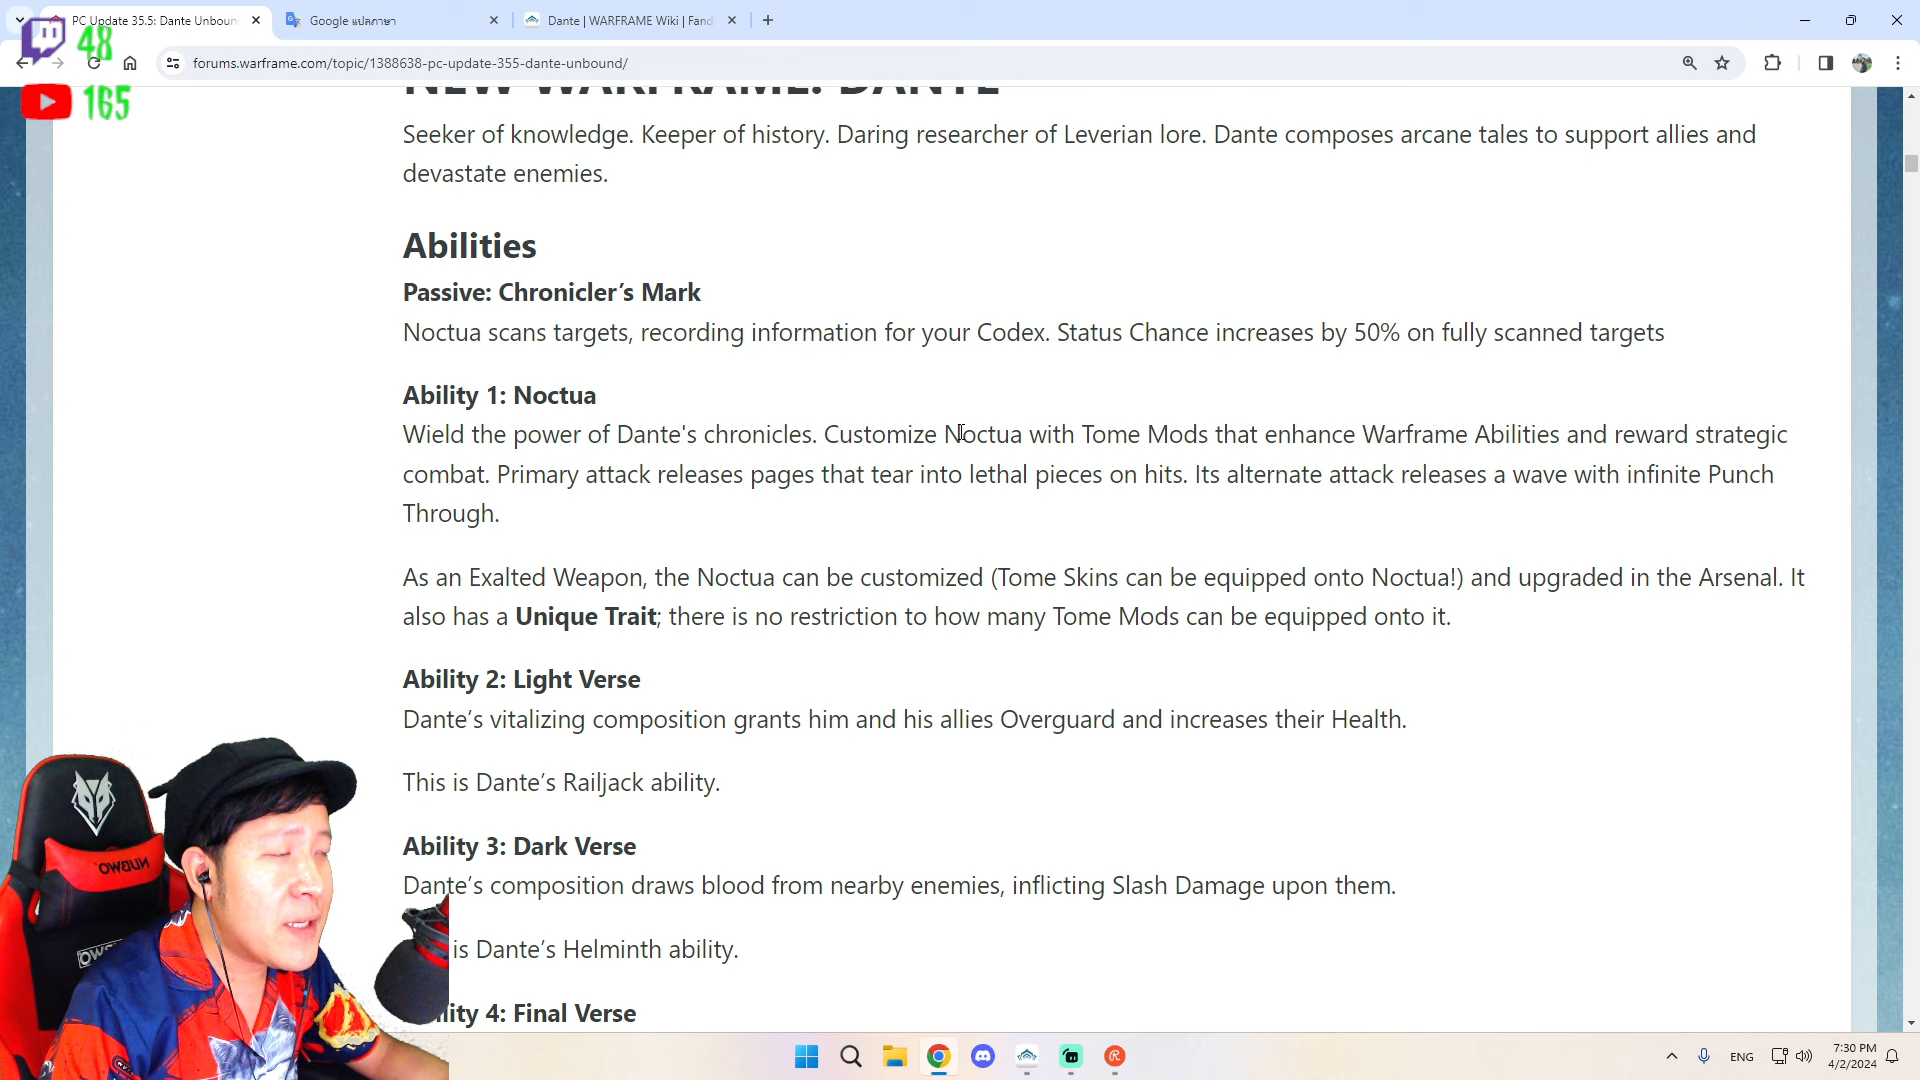 PC Update 35.5: Dante Unboun
Google แปลภาษา
Dante | WARFRAME Wiki | Fand
48
forums.warframe.com/topic/1388638-pc-update-355-dante-unbound/
165
NEW WARFRAME: DANTE
Seeker of knowledge. Keeper of history. Daring researcher of Leverian lore. Dante composes arcane tales to support allies and
devastate enemies.
Abilities
Passive: Chronicler’s Mark
Noctua scans targets, recording information for your Codex. Status Chance increases by 50% on fully scanned targets
Ability 1: Noctua
Wield the power of Dante's chronicles. Customize Noctua with Tome Mods that enhance Warframe Abilities and reward strategic
combat. Primary attack releases pages that tear into lethal pieces on hits. Its alternate attack releases a wave with infinite Punch
Through.
As an Exalted Weapon, the Noctua can be customized (Tome Skins can be equipped onto Noctua!) and upgraded in the Arsenal. It
also has a Unique Trait; there is no restriction to how many Tome Mods can be equipped onto it.
Ability 2: Light Verse
Dante’s vitalizing composition grants him and his allies Overguard and increases their Health.
This is Dante’s Railjack ability.
Ability 3: Dark Verse
Dante’s composition draws blood from nearby enemies, inflicting Slash Damage upon them.
is Dante’s Helminth ability.
lity 4: Final Verse
NUBWO
ENG
7:30 PM
4/2/2024